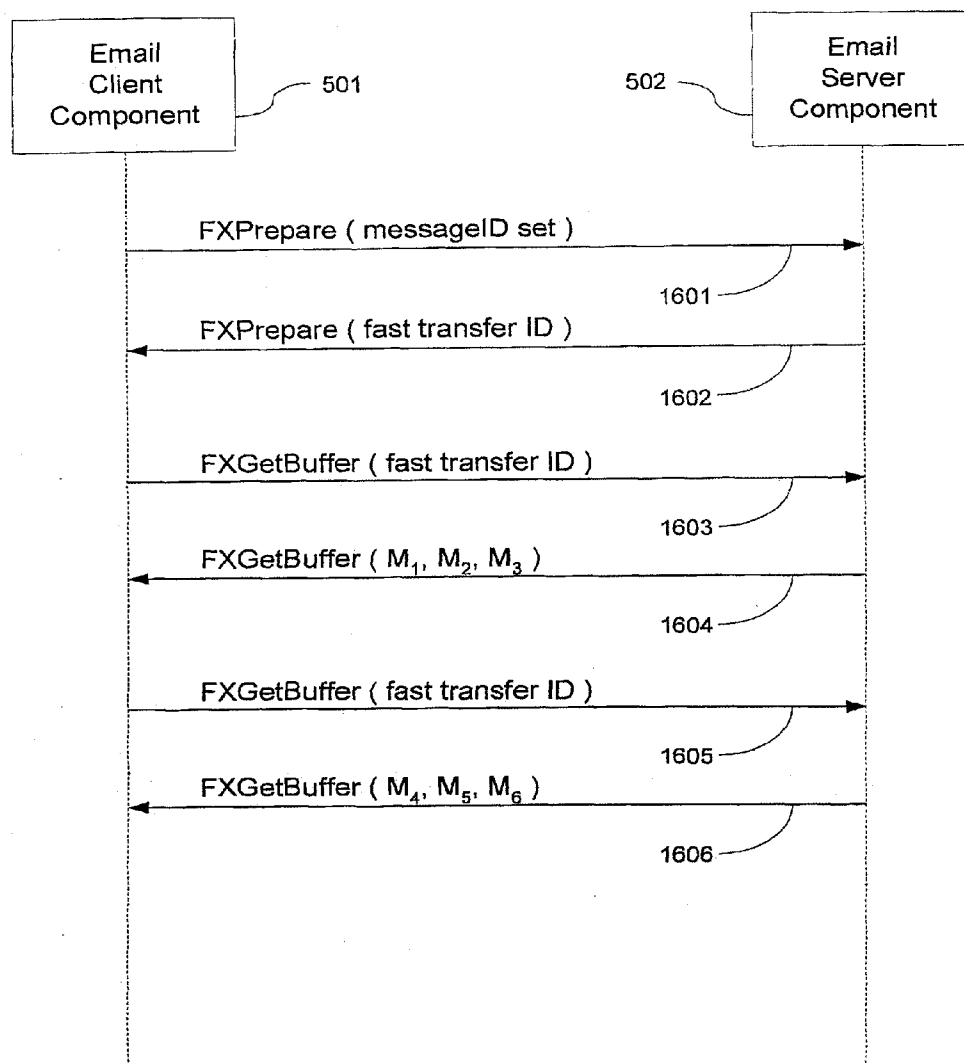 Email
Client
Component
501
502
Email
Server
Component
FXPrepare ( messageID set )
1601
FXPrepare ( fast transfer ID )
1602
FXGetBuffer ( fast transfer ID )
1603
FXGetBuffer ( M₁, M₂, M₃ )
1604
FXGetBuffer ( fast transfer ID )
1605
FXGetBuffer ( M₄, M₅, M₆ )
1606